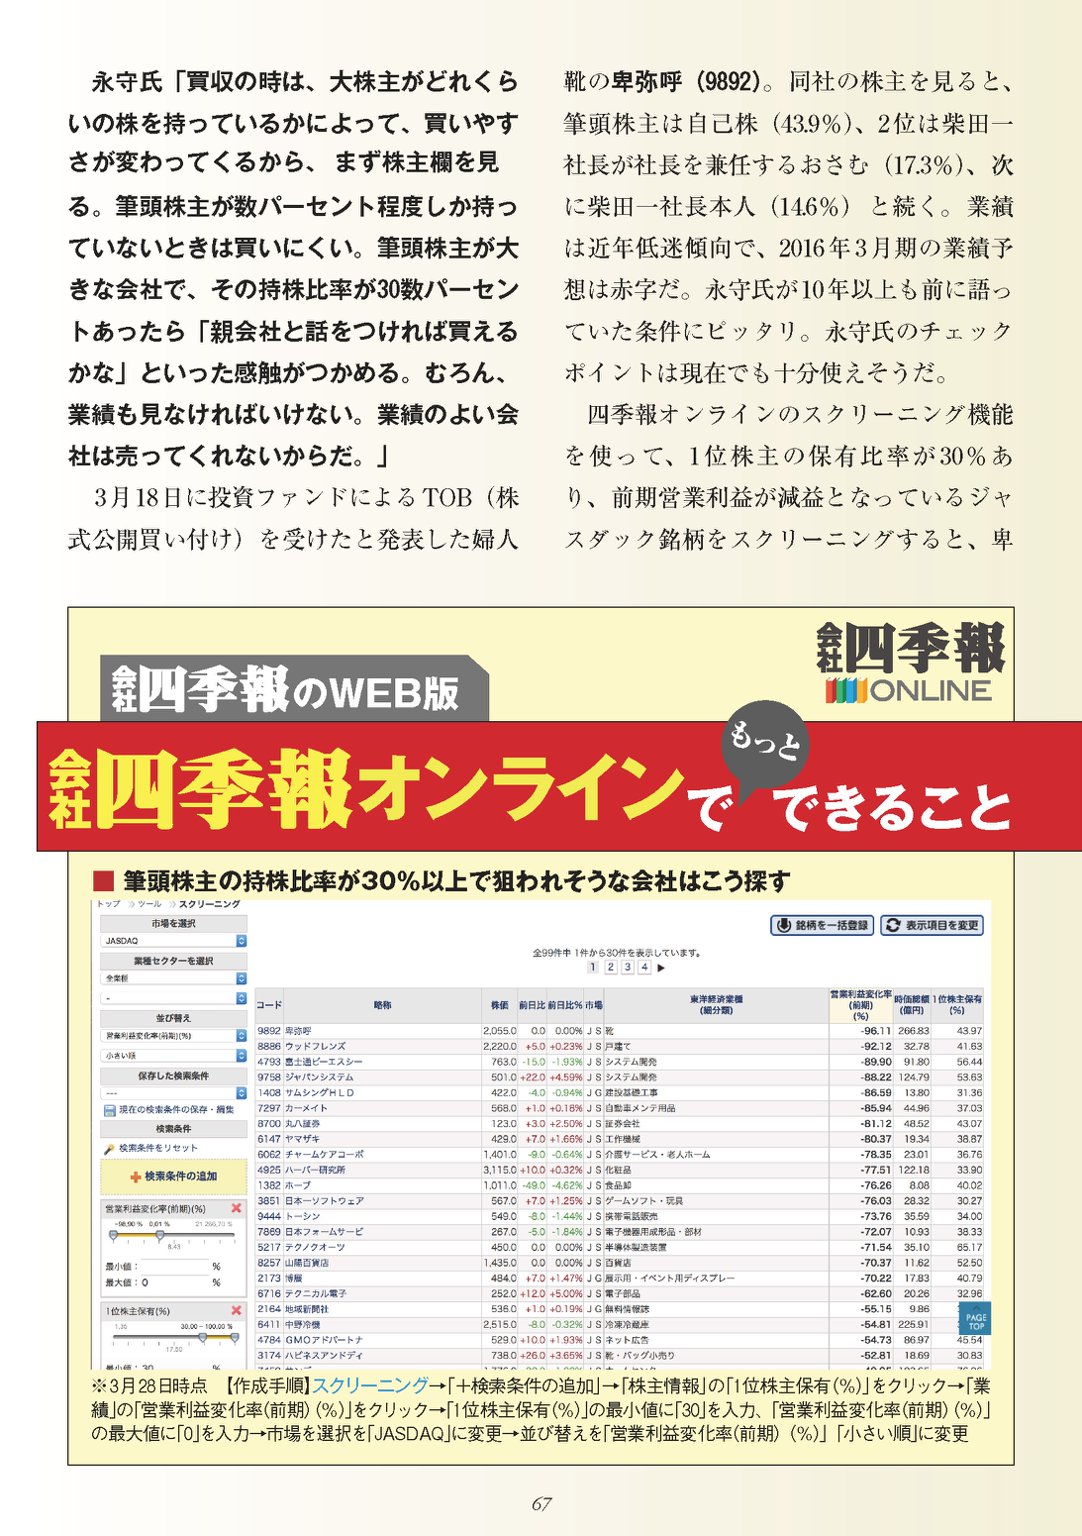 永守氏「買収の時は、大株主がどれくら
いの株を持っているかによって、買いやす
さが変わってくるから、 まず株主欄を見
る。筆頭株主が数パーセント程度しか持っ
ていないときは買いにくい。筆頭株主が大
きな会社で、その持株比率が30数パーセン
トあったら「親会社と話をつければ買える
かな」といった感触がつかめる。むろん、
業績も見なければいけない。業績のよい会
社は売ってくれないからだ。」
3月18日に投資ファンドによるTOB（株
式公開買い付け）を受けたと発表した婦人
靴の卑弥呼（9892）。同社の株主を見ると、
筆頭株主は自己株（43.9％）、2位は柴田一
社長が社長を兼任するおさむ（17.3％）、次
に柴田一社長本人（14.6％） と続く。業績
は近年低迷傾向で、2016年3月期の業績予
想は赤字だ。永守氏が10年以上も前に語っ
ていた条件にピッタリ。永守氏のチェック
ポイントは現在でも十分使えそうだ。
四季報オンラインのスクリーニング機能
を使って、1位株主の保有比率が30％あ
り、前期営業利益が減益となっているジャ
スダック銘柄をスクリーニングすると、卑
会社四季報
ONLINE
会社四季報のWEB版
会社四季報オンラインで もっと できること
■ 筆頭株主の持株比率が30％以上で狙われそうな会社はこう探す
トップ ≫ツール ≫スクリーニング
市場を選択
JASDAQ
業種セクターを選択
全業種
-
並び替え
営業利益変化率(前期)(%)
小さい順
保存した検索条件
---
現在の検索条件の保存・編集
検索条件
検索条件をリセット
検索条件の追加
営業利益変化率(前期)(%)
-98.90 % 0.01 % 21 266.70 %
8.43
最小値： %
最大値：0 %
1位株主保有(%)
1.35 30.00－100.00 %
17.50
最小値：30 %
銘柄を一括登録 表示項目を変更
全99件中 1件から30件を表示しています。
1 2 3 4 ▶
コード 略称 株価 前日比 前日比% 市場 東洋経済業種(細分類) 営業利益変化率(前期)(%) 時価総額(億円) 1位株主保有(%)
9892 卑弥呼 2,055.0 0.0 0.00% J S 靴 -96.11 266.83 43.97
8886 ウッドフレンズ 2,220.0 +5.0 +0.23% J S 戸建て -92.12 32.78 41.63
4793 富士通ビーエスシー 763.0 -15.0 -1.93% J S システム開発 -89.90 91.80 56.44
9758 ジャパンシステム 501.0 +22.0 +4.59% J S システム開発 -88.22 124.79 53.63
1408 サムシングＨＬＤ 422.0 -4.0 -0.94% J G 建設基礎工事 -86.59 13.80 31.36
7297 カーメイト 568.0 +1.0 +0.18% J S 自動車メンテ用品 -85.94 44.96 37.03
8700 丸八証券 123.0 +3.0 +2.50% J S 証券会社 -81.12 48.52 43.07
6147 ヤマザキ 429.0 +7.0 +1.66% J S 工作機械 -80.37 19.34 38.87
6062 チャームケアコーポ 1,401.0 -9.0 -0.64% J S 介護サービス・老人ホーム -78.35 23.01 36.76
4925 ハーバー研究所 3,115.0 +10.0 +0.32% J S 化粧品 -77.51 122.18 33.90
1382 ホーブ 1,011.0 -49.0 -4.62% J S 食品卸 -76.26 8.08 40.02
3851 日本一ソフトウェア 567.0 +7.0 +1.25% J S ゲームソフト・玩具 -76.03 28.32 30.27
9444 トーシン 549.0 -8.0 -1.44% J S 携帯電話販売 -73.76 35.59 34.00
7869 日本フォームサービ 267.0 -5.0 -1.84% J S 電子機器用成形品・部材 -72.07 10.93 38.33
5217 テクノクオーツ 450.0 0.0 0.00% J S 半導体製造装置 -71.54 35.10 65.17
8257 山陽百貨店 1,435.0 0.0 0.00% J S 百貨店 -70.37 11.62 52.50
2173 博展 484.0 +7.0 +1.47% J G 展示用・イベント用ディスプレー -70.22 17.83 40.79
6716 テクニカル電子 252.0 +12.0 +5.00% J S 電子部品 -62.60 20.26 32.96
2164 地域新聞社 536.0 +1.0 +0.19% J G 無料情報誌 -55.15 9.86
6411 中野冷機 2,515.0 -8.0 -0.32% J S 冷凍冷蔵庫 -54.81 225.91
4784 ＧＭＯアドパートナ 529.0 +10.0 +1.93% J S ネット広告 -54.73 86.97 45.54
3174 ハピネスアンドディ 738.0 +26.0 +3.65% J S 靴・バッグ小売り -52.81 18.69 30.83
PAGE TOP
※3月28日時点 【作成手順】スクリーニング→「＋検索条件の追加」→「株主情報」の「1位株主保有(％)」をクリック→「業
績」の「営業利益変化率(前期)（％)」をクリック→「1位株主保有(％)」の最小値に「30」を入力、「営業利益変化率(前期)（％)」
の最大値に「0」を入力→市場を選択を「JASDAQ」に変更→並び替えを「営業利益変化率(前期)（％)」「小さい順」に変更
67